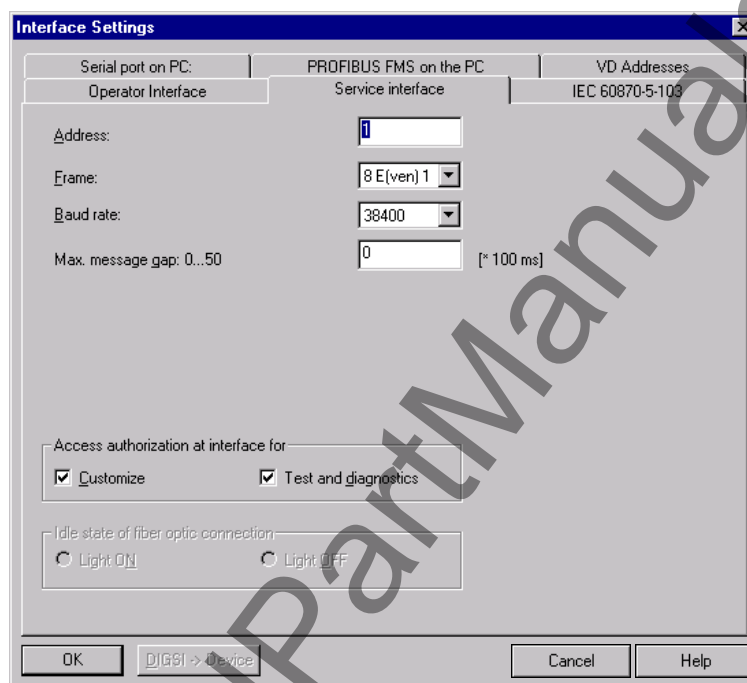 Interface Settings
Serial port on PC:
PROFIBUS FMS on the PC
VD Addresses
Operator Interface
Service interface
IEC 60870-5-103
Address:
1
Frame:
8 E(ven) 1
Baud rate:
38400
Max. message gap: 0...50
0
[* 100 ms]
Access authorization at interface for
Customize
Test and diagnostics
Idle state of fiber optic connection
Light ON
Light OFF
OK
DIGSI -> Device
Cancel
Help